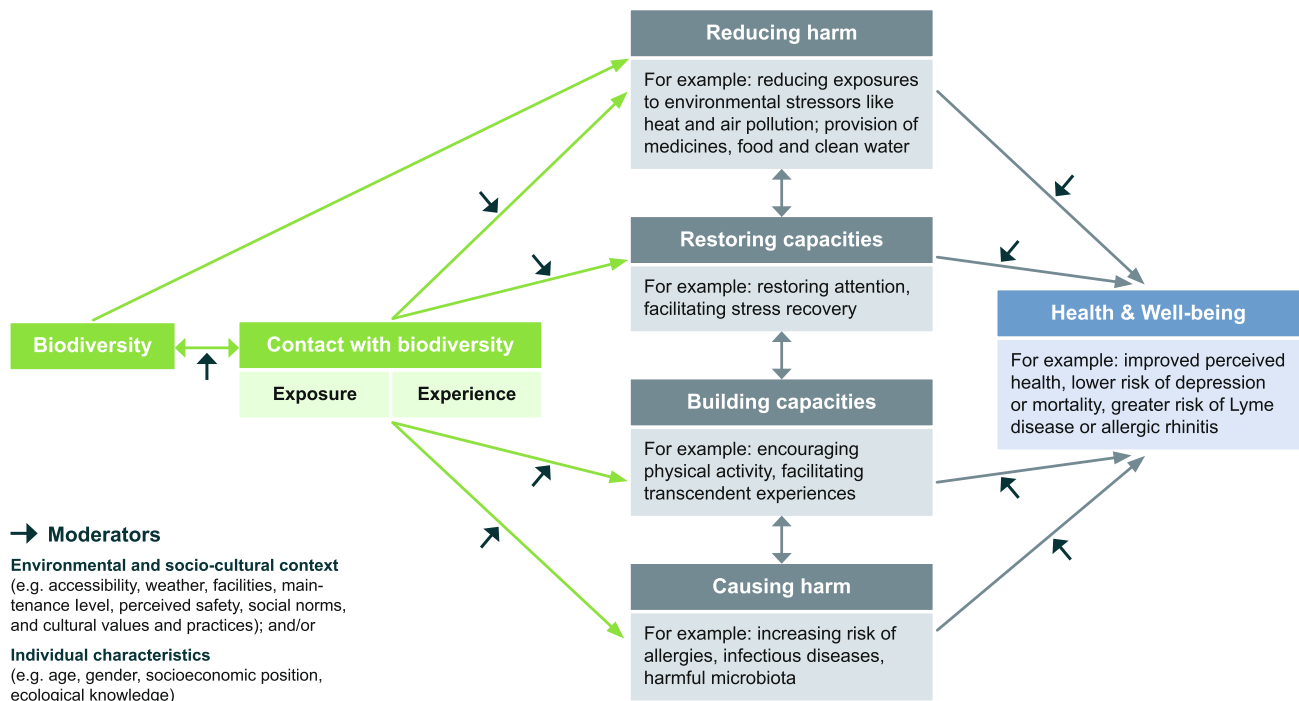 Reducing harm
For example: reducing exposures
to environmental stressors like
heat and air pollution; provision of
medicines, food and clean water
Restoring capacities
For example: restoring attention,
facilitating stress recovery
Biodiversity
Contact with biodiversity
Exposure
Experience
Building capacities
For example: encouraging
physical activity, facilitating
transcendent experiences
Causing harm
For example: increasing risk of
allergies, infectious diseases,
harmful microbiota
Health & Well-being
For example: improved perceived
health, lower risk of depression
or mortality, greater risk of Lyme
disease or allergic rhinitis
Moderators
Environmental and socio-cultural context
(e.g. accessibility, weather, facilities, main-
tenance level, perceived safety, social norms,
and cultural values and practices); and/or
Individual characteristics
(e.g. age, gender, socioeconomic position,
ecological knowledge)